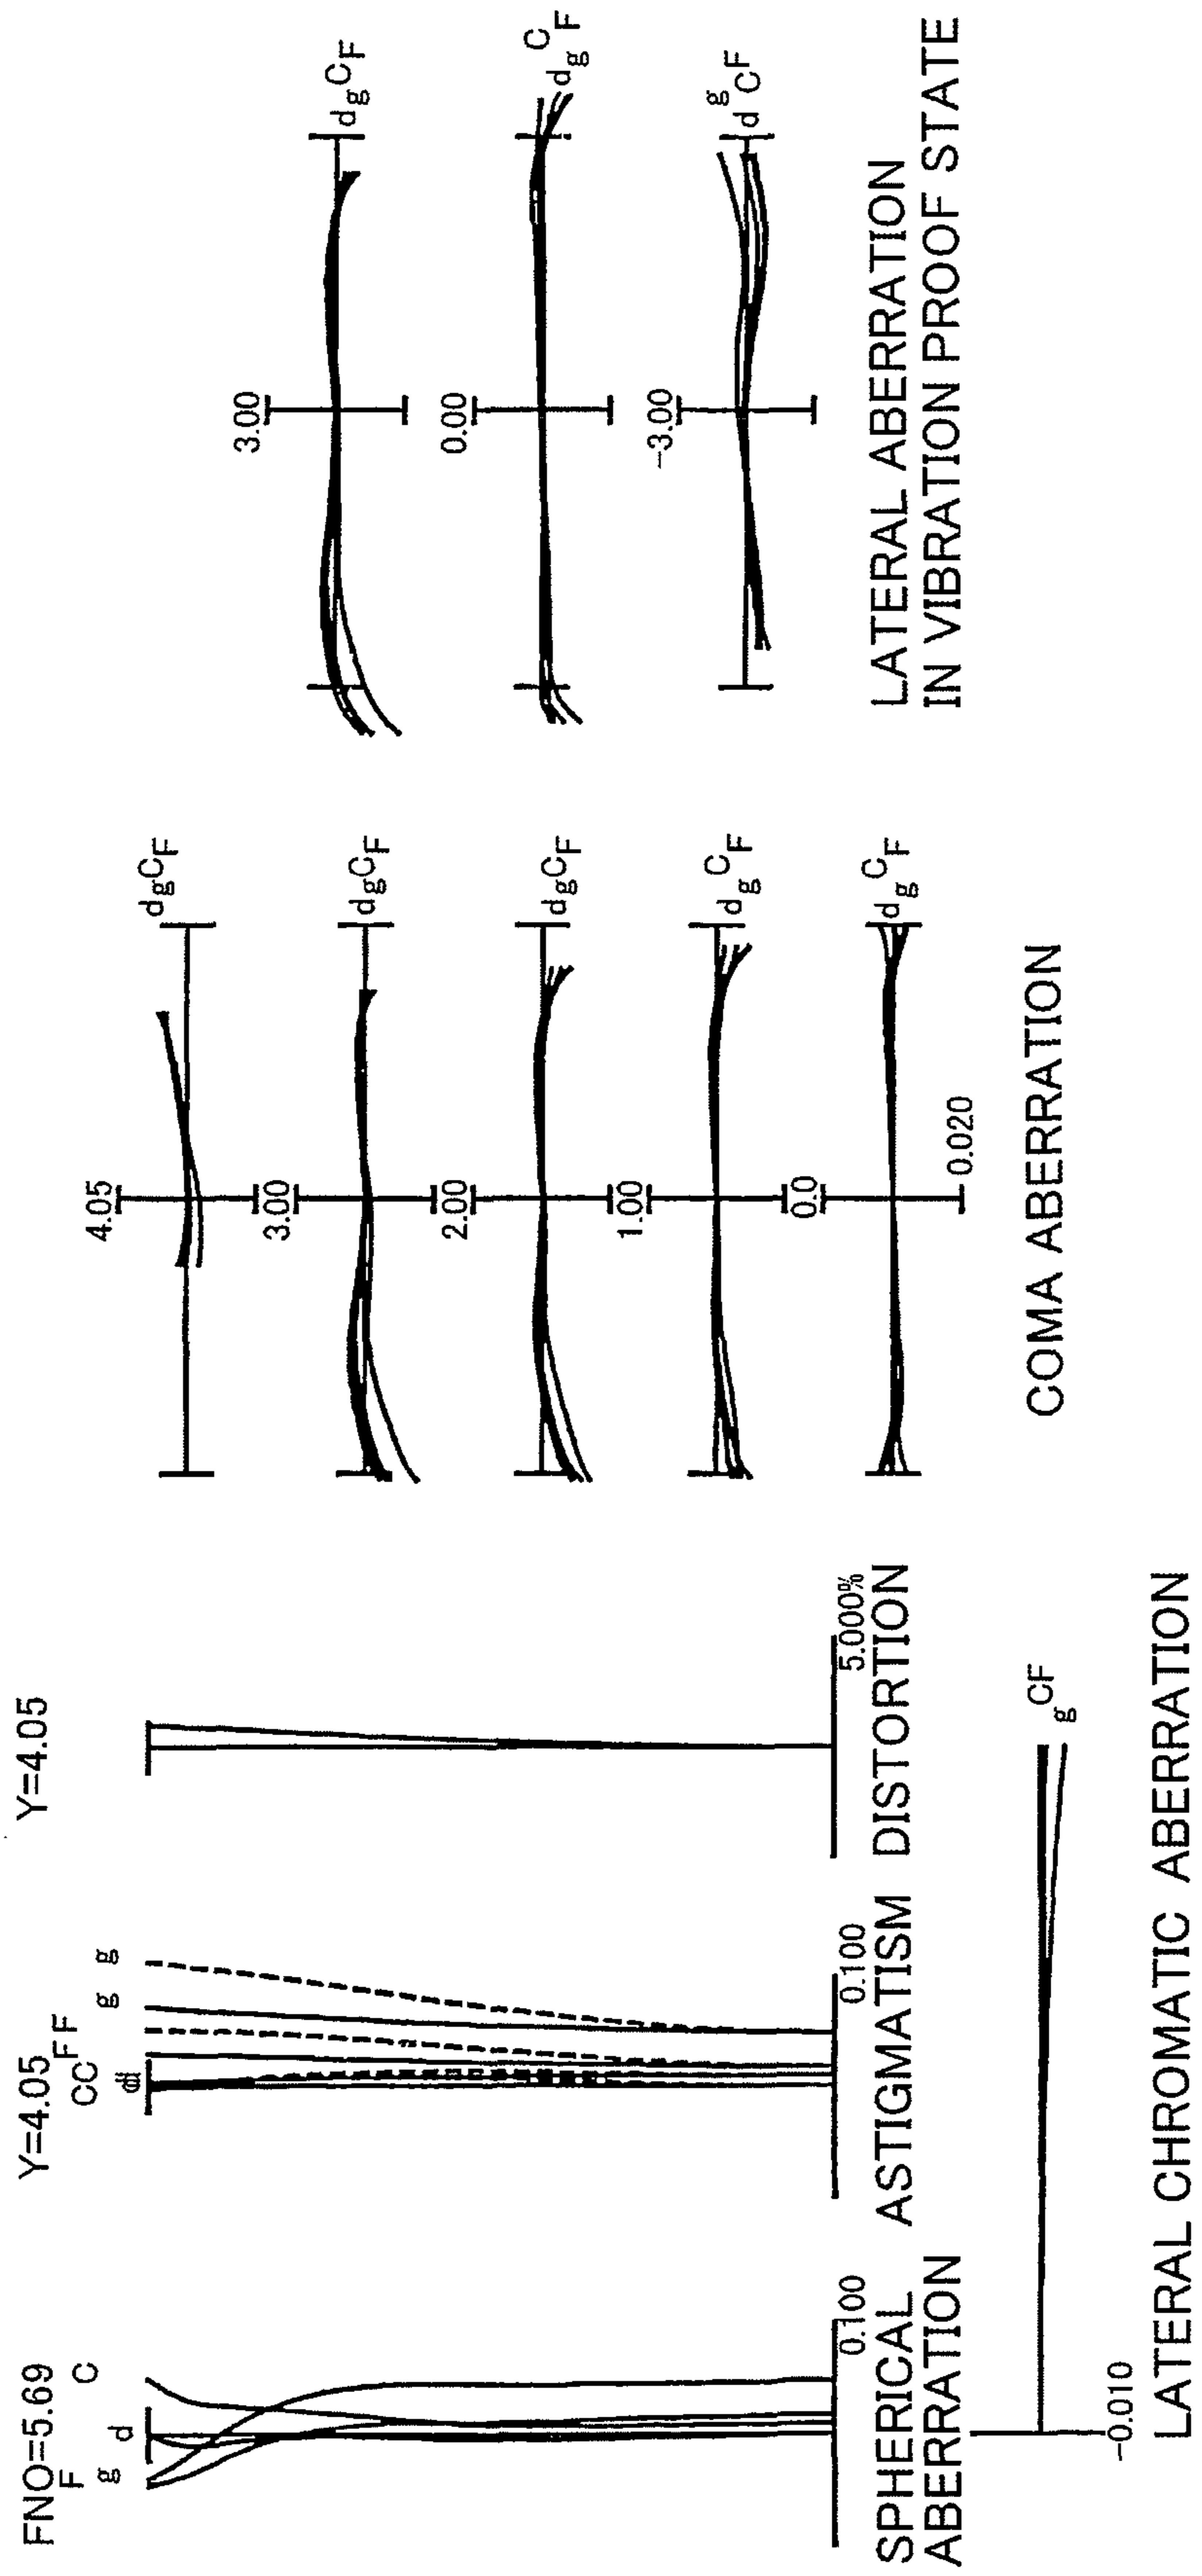 FNO=5.69
F
g
d
C
0.100
SPHERICAL
ABERRATION
Y=4.05
CC
F F
d d
g
g
0.100
ASTIGMATISM
Y=4.05
5.000%
DISTORTION
4.05
d g C F
3.00
d g C F
2.00
d g C F
1.00
d g C F
0.0
d g C F
0.020
COMA ABERRATION
3.00
d g C F
0.00
d g C F
-3.00
d g C F
LATERAL ABERRATION
IN VIBRATION PROOF STATE
g CF
-0.010
LATERAL CHROMATIC ABERRATION